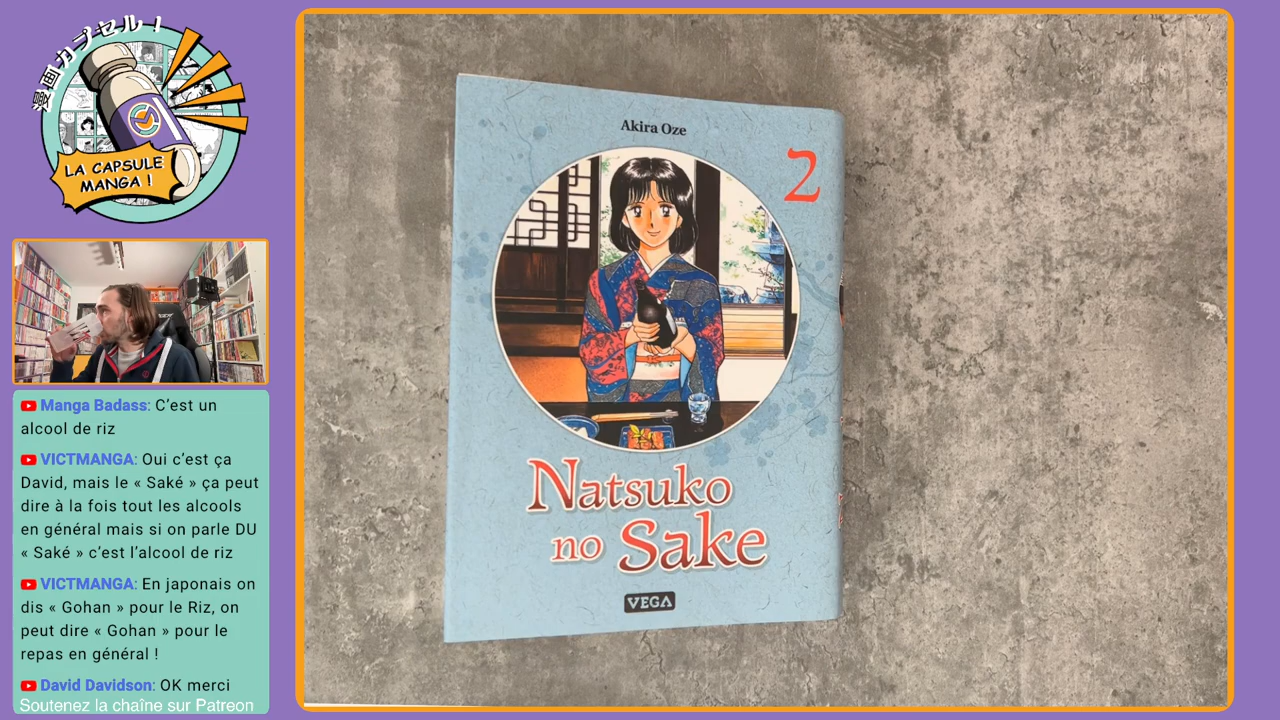 漫画カプセル！
LA CAPSULE
MANGA !
Manga Badass: C’est un
alcool de riz
VICTMANGA: Oui c’est ça
David, mais le « Saké » ça peut
dire à la fois tout les alcools
en général mais si on parle DU
« Saké » c’est l’alcool de riz
VICTMANGA: En japonais on
dis « Gohan » pour le Riz, on
peut dire « Gohan » pour le
repas en général !
David Davidson: OK merci
Soutenez la chaîne sur Patreon
Akira Oze
2
Natsuko
no Sake
VEGA